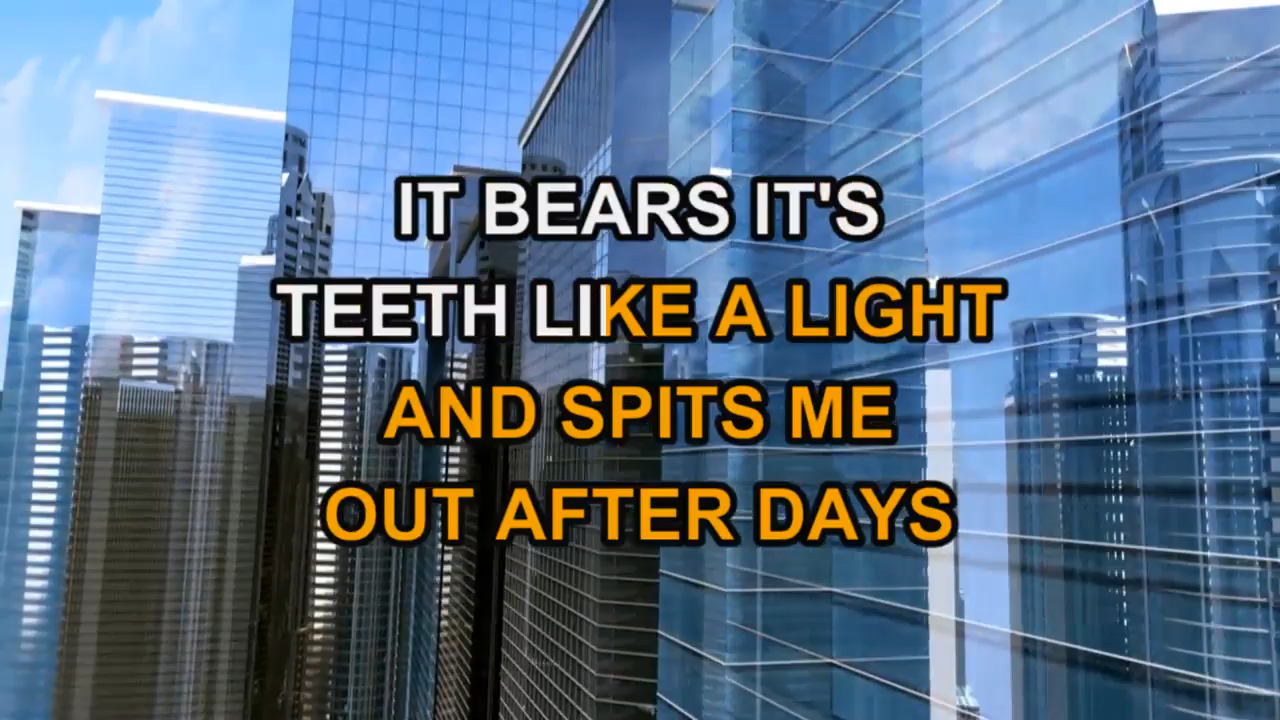 IT BEARS IT'S
TEETH LIKE A LIGHT
AND SPITS ME
OUT AFTER DAYS